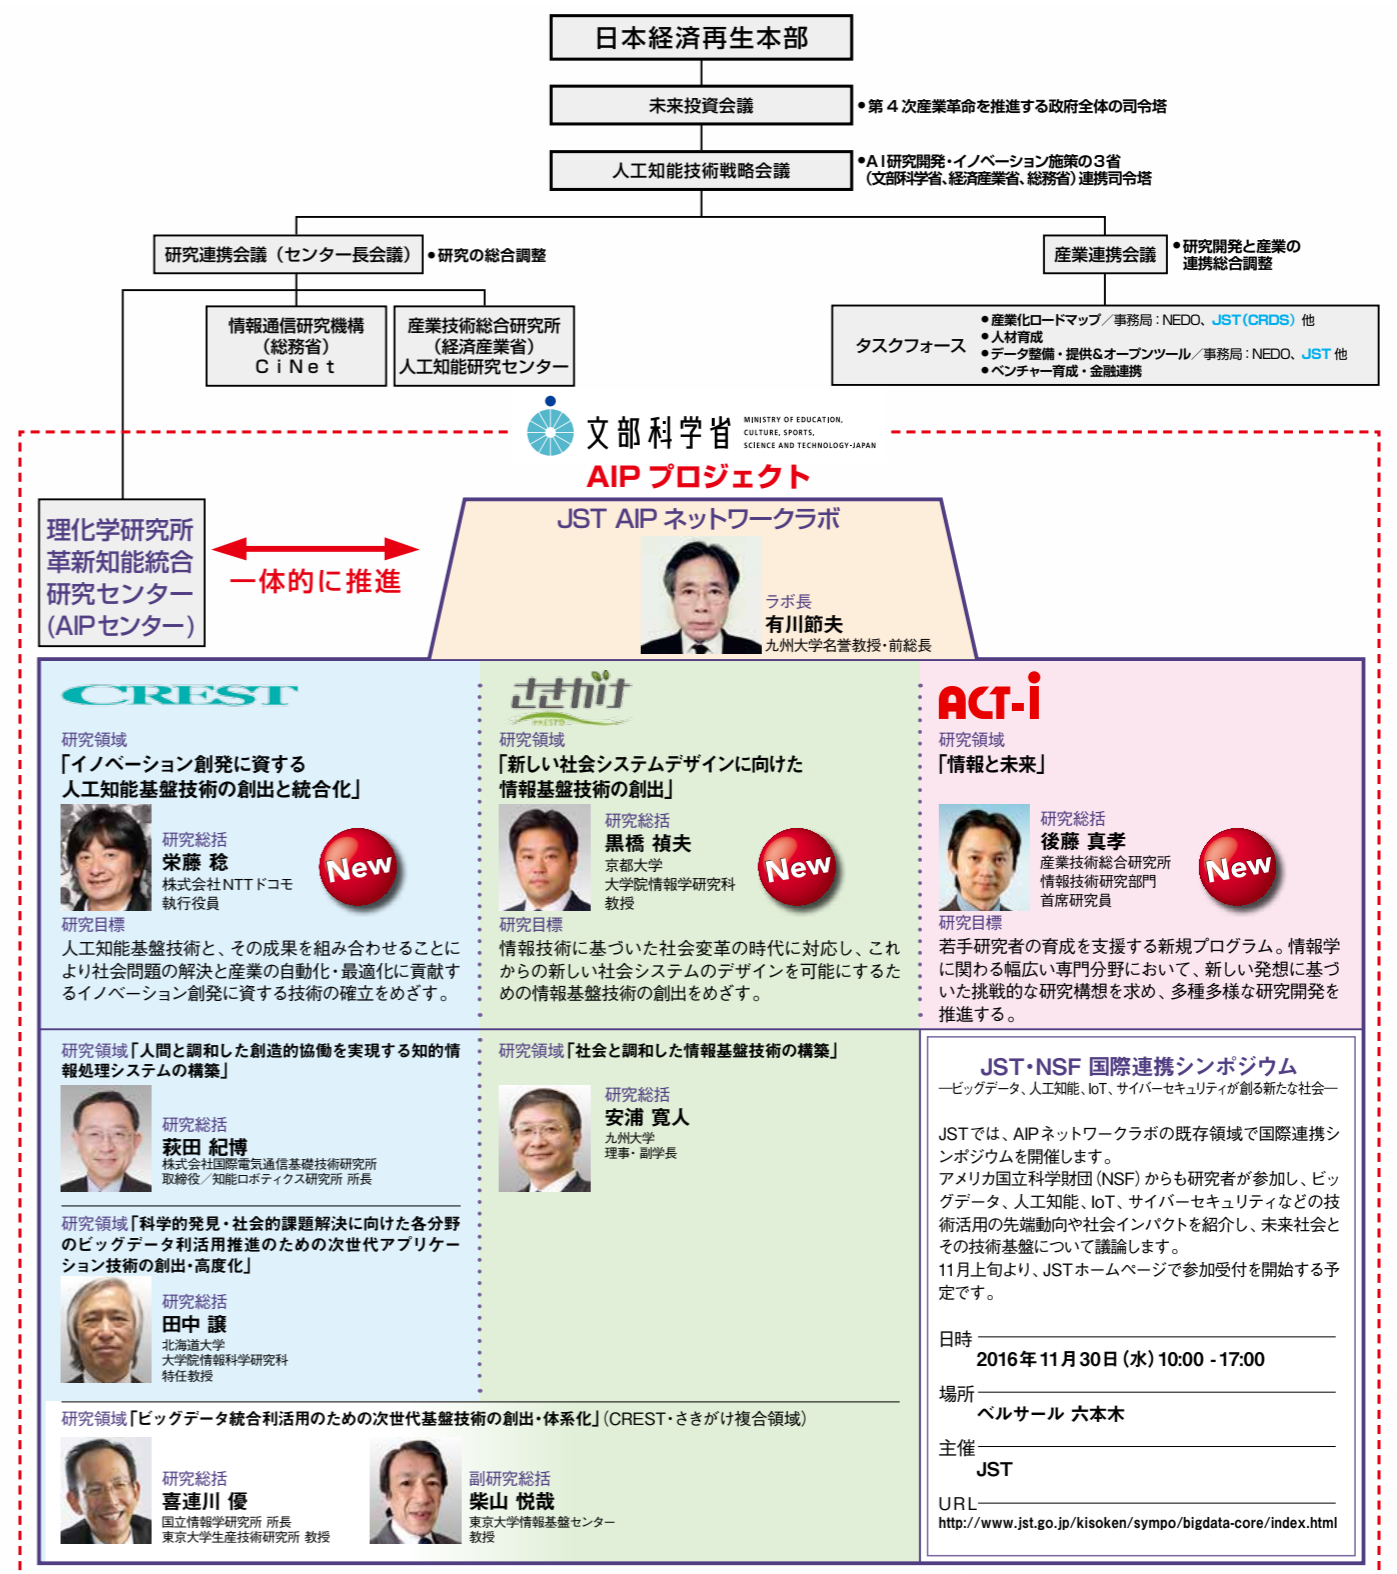 日本経済再生本部
未来投資会議
●第4次産業革命を推進する政府全体の司令塔
人工知能技術戦略会議
●AI研究開発・イノベーション施策の3省
(文部科学省、経済産業省、総務省)連携司令塔
研究連携会議(センター長会議)
●研究の総合調整
産業連携会議
●研究開発と産業の
連携総合調整
情報通信研究機構
(総務省)
CiNet
産業技術総合研究所
(経済産業省)
人工知能研究センター
タスクフォース
●産業化ロードマップ/事務局:NEDO、JST(CRDS)他
●人材育成
●データ整備・提供&オープンツール/事務局:NEDO、JST他
●ベンチャー育成・金融連携
文部科学省
MINISTRY OF EDUCATION,
CULTURE, SPORTS,
SCIENCE AND TECHNOLOGY-JAPAN
AIP プロジェクト
理化学研究所
革新知能統合
研究センター
(AIPセンター)
一体的に推進
JST AIP ネットワークラボ
ラボ長
有川節夫
九州大学名誉教授・前総長
CREST
研究領域
「イノベーション創発に資する
人工知能基盤技術の創出と統合化」
研究総括
栄藤 稔
株式会社NTTドコモ
執行役員
New
研究目標
人工知能基盤技術と、その成果を組み合わせることに
より社会問題の解決と産業の自動化・最適化に貢献す
るイノベーション創発に資する技術の確立をめざす。
さきがけ
研究領域
「新しい社会システムデザインに向けた
情報基盤技術の創出」
研究総括
黒橋 禎夫
京都大学
大学院情報学研究科
教授
New
研究目標
情報技術に基づいた社会変革の時代に対応し、これ
からの新しい社会システムのデザインを可能にするた
めの情報基盤技術の創出をめざす。
ACT-i
研究領域
「情報と未来」
研究総括
後藤 真孝
産業技術総合研究所
情報技術研究部門
首席研究員
New
研究目標
若手研究者の育成を支援する新規プログラム。情報学
に関わる幅広い専門分野において、新しい発想に基づ
いた挑戦的な研究構想を求め、多種多様な研究開発を
推進する。
研究領域「人間と調和した創造的協働を実現する知的情
報処理システムの構築」
研究総括
萩田 紀博
株式会社国際電気通信基礎技術研究所
取締役/知能ロボティクス研究所 所長
研究領域「科学的発見・社会的課題解決に向けた各分野
のビッグデータ利活用推進のための次世代アプリケー
ション技術の創出・高度化」
研究総括
田中 譲
北海道大学
大学院情報科学研究科
特任教授
研究領域「社会と調和した情報基盤技術の構築」
研究総括
安浦 寛人
九州大学
理事・副学長
研究領域「ビッグデータ統合利活用のための次世代基盤技術の創出・体系化」(CREST・さきがけ複合領域)
研究総括
喜連川 優
国立情報学研究所 所長
東京大学生産技術研究所 教授
副研究総括
柴山 悦哉
東京大学情報基盤センター
教授
JST・NSF 国際連携シンポジウム
―ビッグデータ、人工知能、IoT、サイバーセキュリティが創る新たな社会―
JSTでは、AIPネットワークラボの既存領域で国際連携シ
ンポジウムを開催します。
アメリカ国立科学財団(NSF)からも研究者が参加し、ビッ
グデータ、人工知能、IoT、サイバーセキュリティなどの技
術活用の先端動向や社会インパクトを紹介し、未来社会と
その技術基盤について議論します。
11月上旬より、JSTホームページで参加受付を開始する予
定です。
日時
2016年11月30日(水)10:00 -17:00
場所
ベルサール 六本木
主催
JST
URL
http://www.jst.go.jp/kisoken/sympo/bigdata-core/index.html